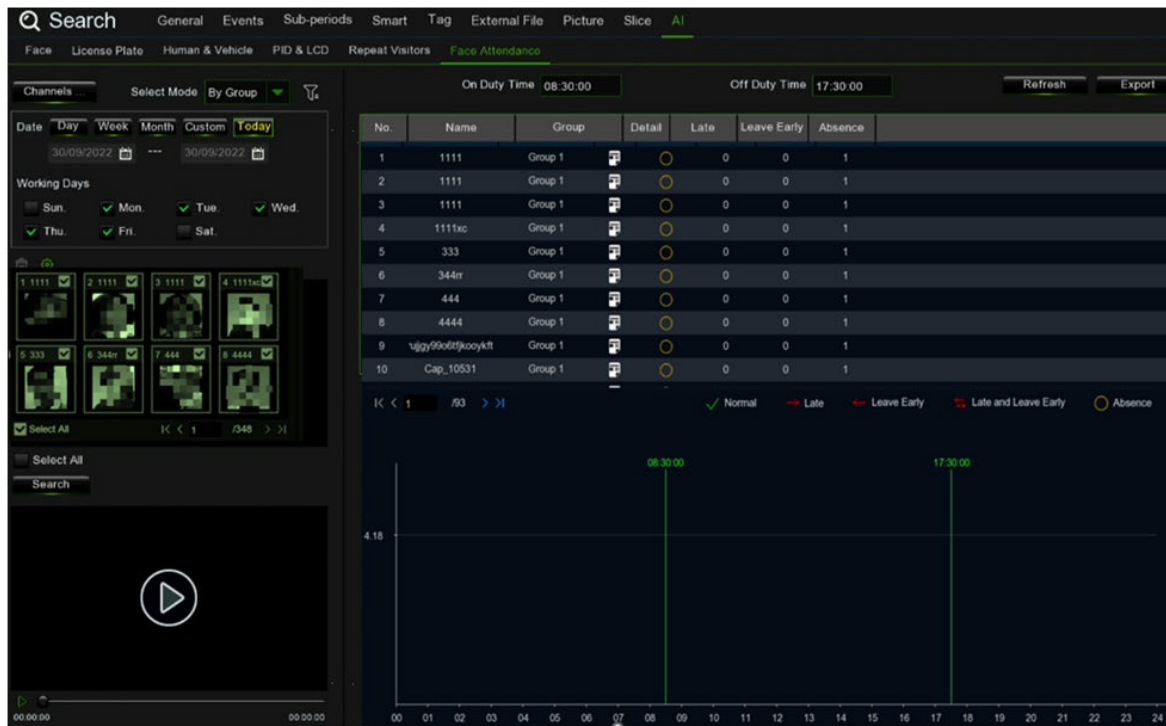 Search General Events Sub-periods Smart Tag External File Picture Slice AI
Face License Plate Human & Vehicle PID & LCD Repeat Visitors Face Attendance
Channels ... Select Mode By Group
On Duty Time 08:30:00 Off Duty Time 17:30:00 Refresh Export
Date Day Week Month Custom Today
30/09/2022 --- 30/09/2022
Working Days
Sun. Mon. Tue. Wed.
Thu. Fri. Sat.
1 1111 2 1111 3 1111 4 1111xc
5 333 6 344rr 7 444 8 4444
Select All 1 /348
Select All
Search
00:00:00 00:00:00
No. Name Group Detail Late Leave Early Absence
1 1111 Group 1 0 0 1
2 1111 Group 1 0 0 1
3 1111 Group 1 0 0 1
4 1111xc Group 1 0 0 1
5 333 Group 1 0 0 1
6 344rr Group 1 0 0 1
7 444 Group 1 0 0 1
8 4444 Group 1 0 0 1
9 Group 1 0 0 1
10 Cap_10531 Group 1 0 0 1
1 /93 Normal Late Leave Early Late and Leave Early Absence
08:30:00 17:30:00
4.18
00 01 02 03 04 05 06 07 08 09 10 11 12 13 14 15 16 17 18 19 20 21 22 23 24